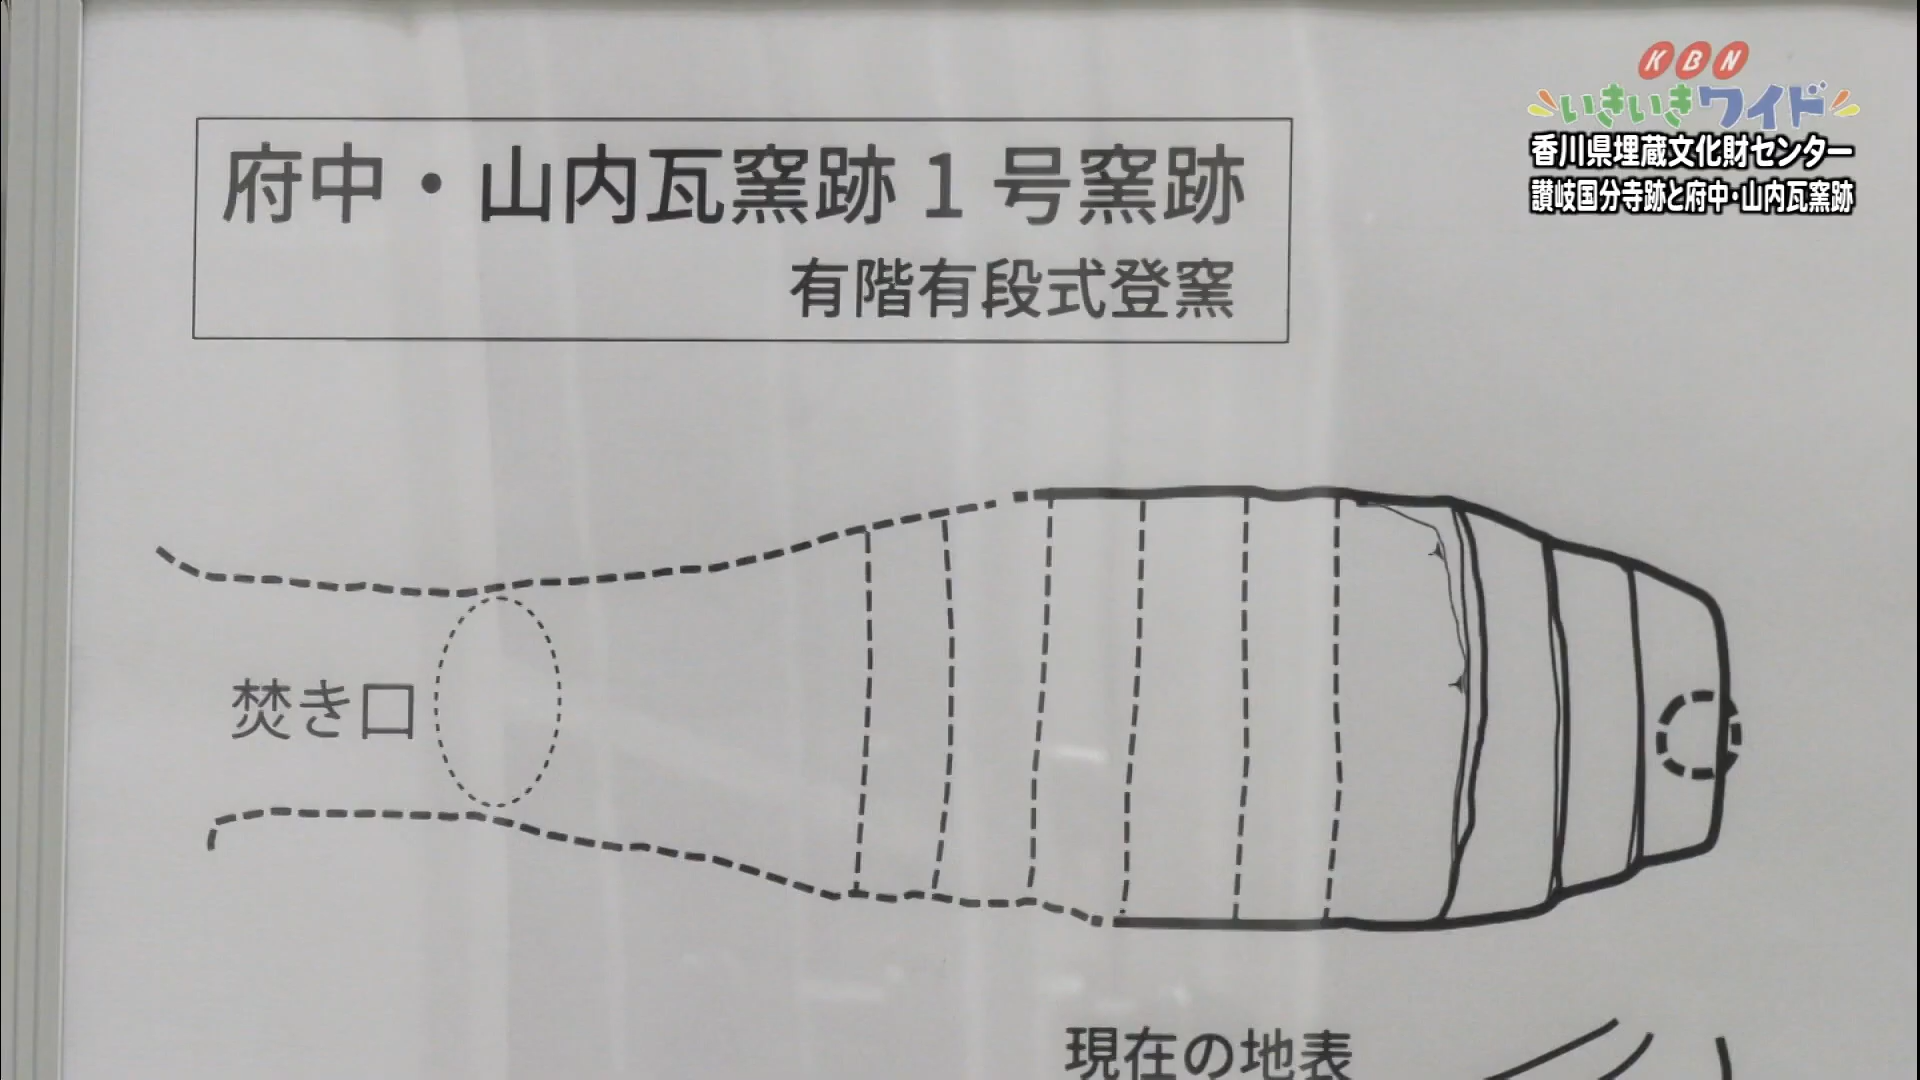 KBN
いきいきワイド
香川県埋蔵文化財センター
讃岐国分寺跡と府中・山内瓦窯跡
府中・山内瓦窯跡1号窯跡
有階有段式登窯
焚き口
現在の地表